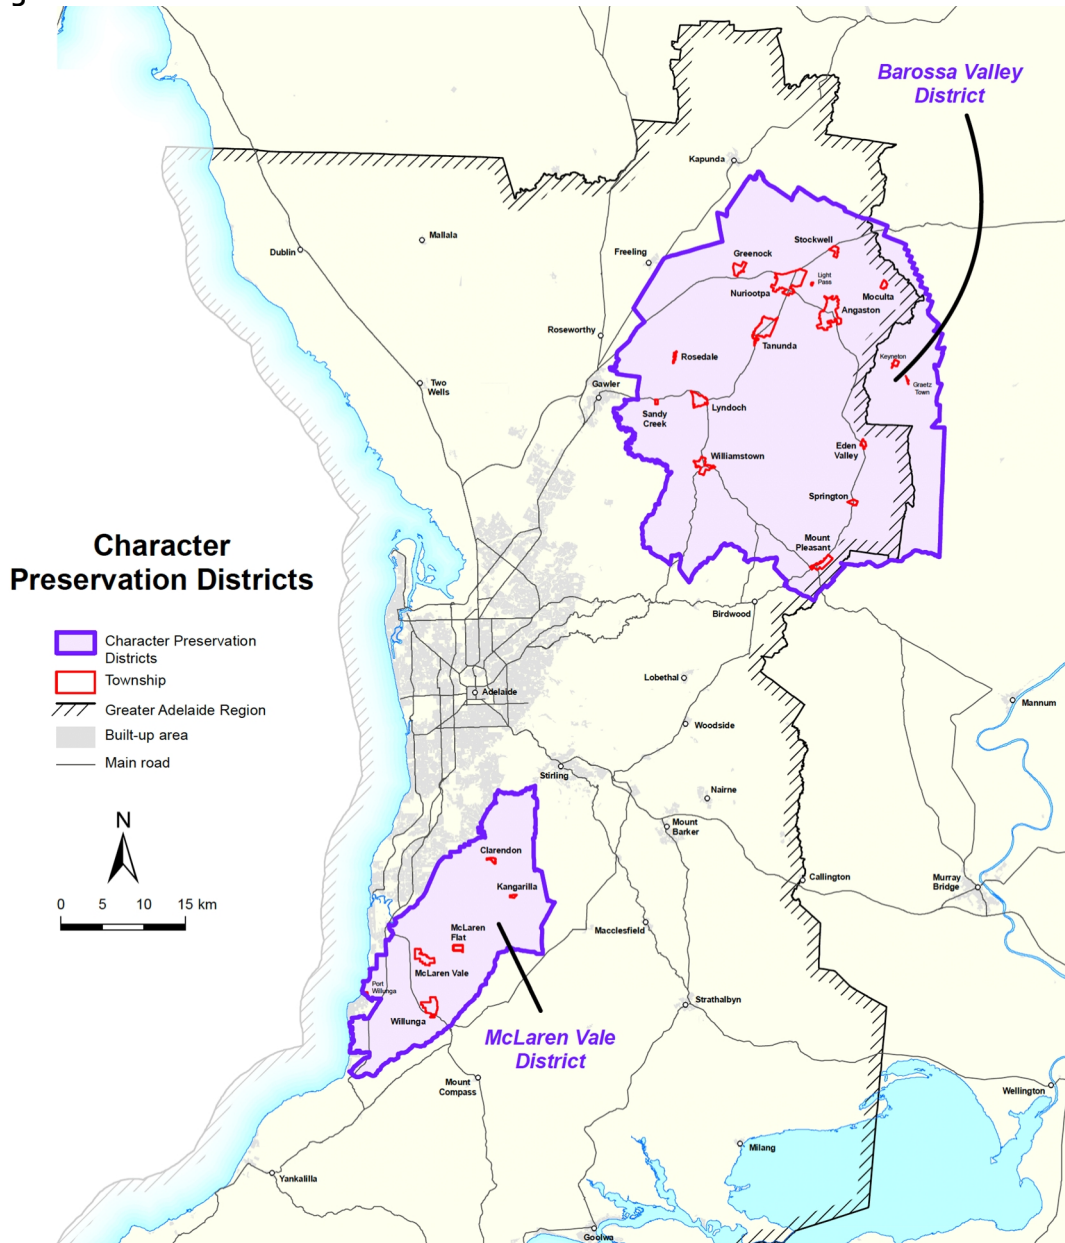 Barossa Valley
District
Kapunda
Mallala
Dublin
Freeling
Stockwell
Greenock
Light
Pass
Nuriootpa
Moculta
Angaston
Roseworthy
Tanunda
Rosedale
Keyneton
Two
Wells
Gawler
Graetz
Town
Sandy
Creek
Lyndoch
Eden
Valley
Williamstown
Springton
Mount
Pleasant
Character
Preservation Districts
Character Preservation
Districts
Township
Greater Adelaide Region
Built-up area
Main road
Birdwood
Lobethal
Adelaide
Mannum
Woodside
Stirling
Nairne
Mount
Barker
N
0 5 10 15 km
Clarendon
Kangarilla
Callington
Murray
Bridge
McLaren
Flat
Macclesfield
McLaren Vale
Port
Willunga
Willunga
Strathalbyn
McLaren Vale
District
Mount
Compass
Wellington
Milang
Yankalilla
Goolwa